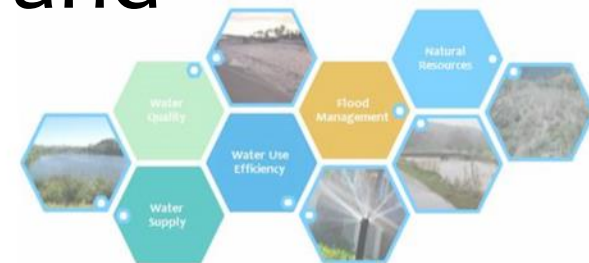 and
Natural
Resources
Water
Quality
Flood
Management
Water Use
Efficiency
Water
Supply